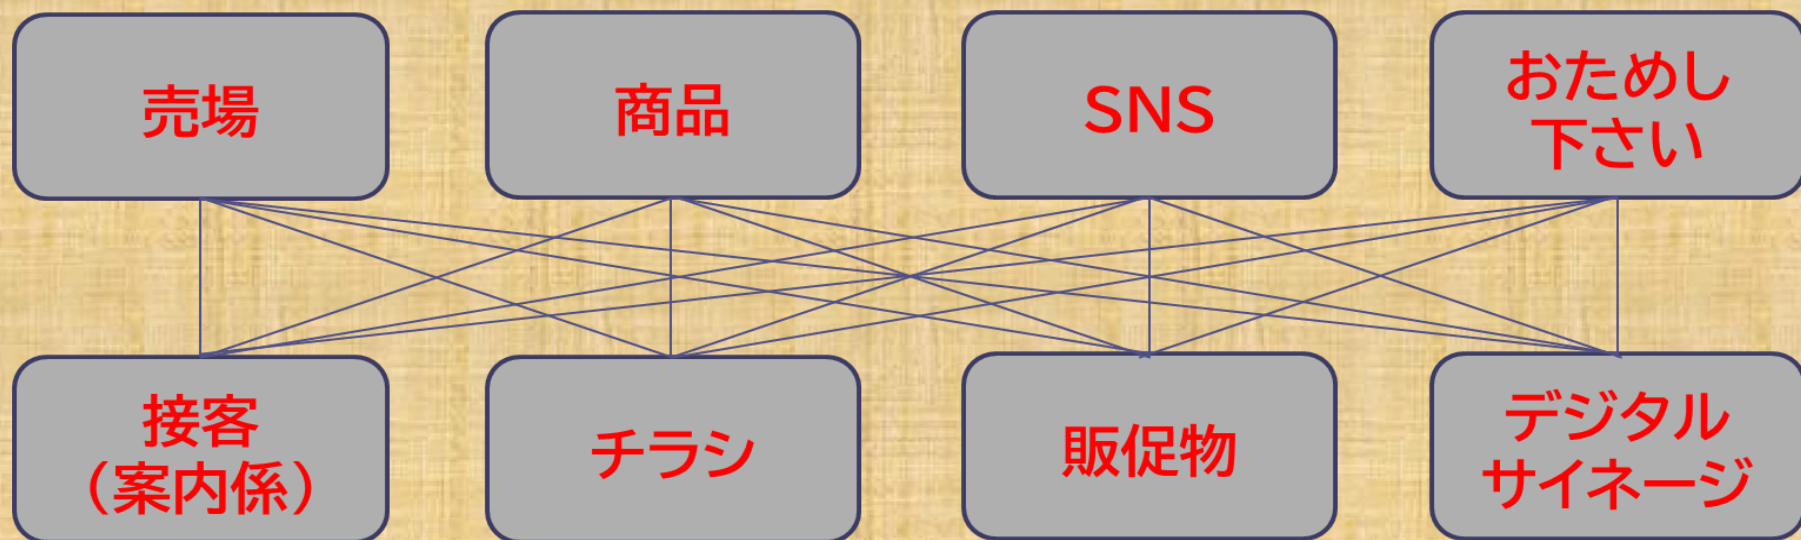 売場
商品
SNS
おためし
下さい
接客
（案内係）
チラシ
販促物
デジタル
サイネージ